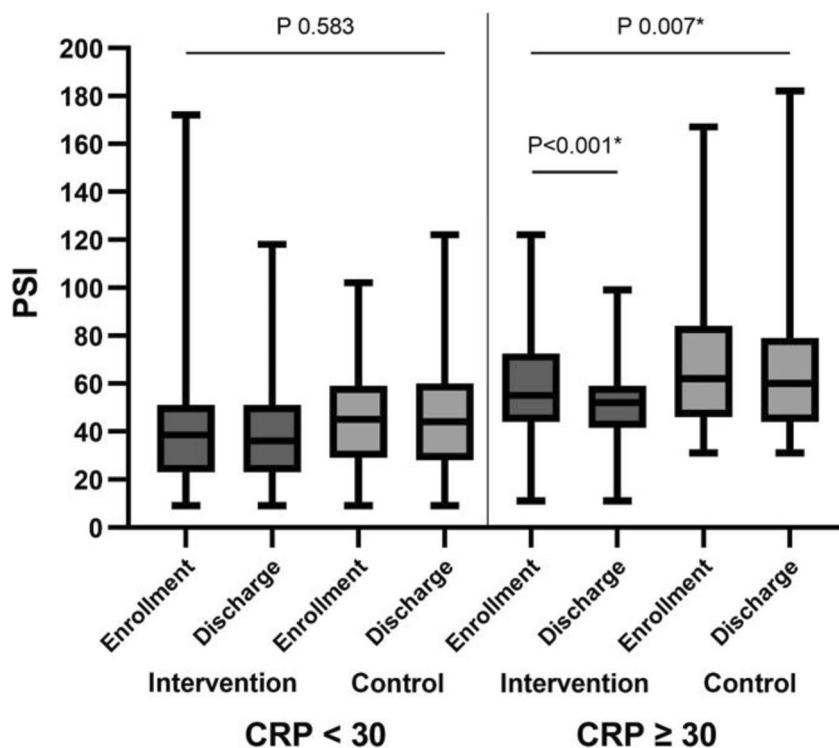 P 0.583
P 0.007*
P<0.001*
PSI
200
180
160
140
120
100
80
60
40
20
0
Enrollment
Discharge
Enrollment
Discharge
Enrollment
Discharge
Enrollment
Discharge
Intervention
Control
Intervention
Control
CRP < 30
CRP ≥ 30